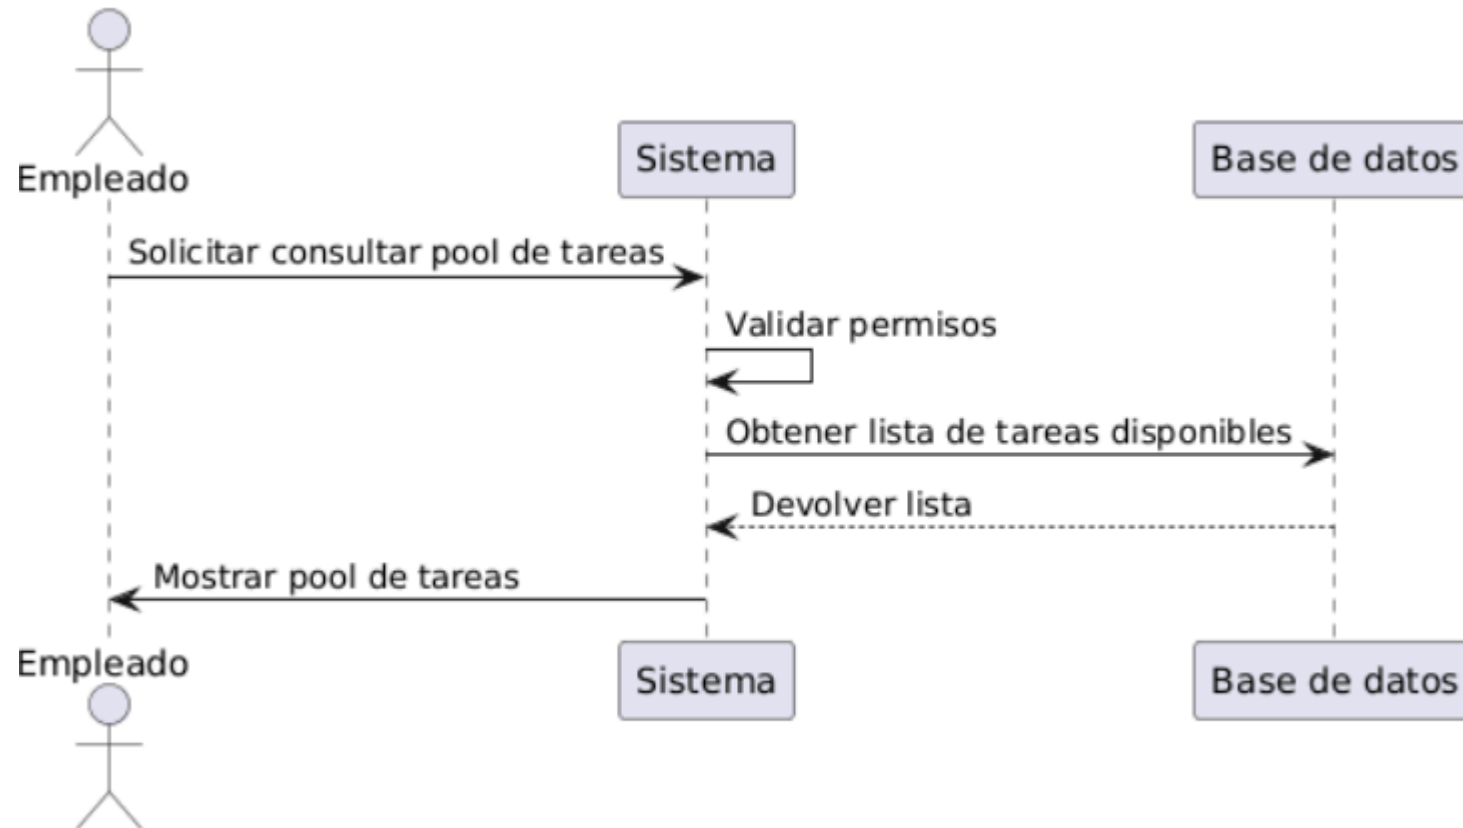 Empleado
Sistema
Base de datos
Solicitar consultar pool de tareas
Validar permisos
Obtener lista de tareas disponibles
Devolver lista
Mostrar pool de tareas
Empleado
Sistema
Base de datos